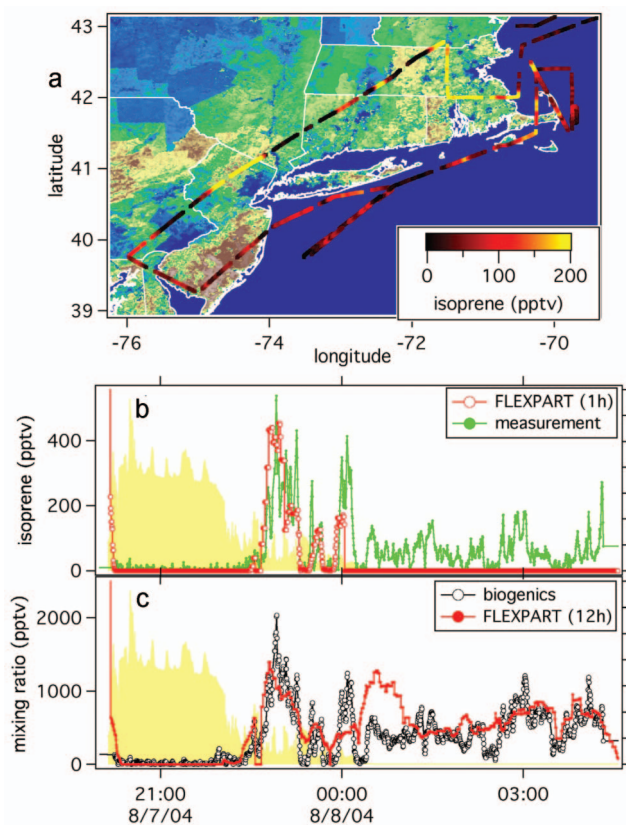 a
43
42
41
40
39
latitude
0 100 200
isoprene (pptv)
-76 -74 -72 -70
longitude
b
FLEXPART (1h)
measurement
400
200
0
isoprene (pptv)
c
biogenics
FLEXPART (12h)
2000
1000
0
mixing ratio (pptv)
21:00 00:00 03:00
8/7/04 8/8/04